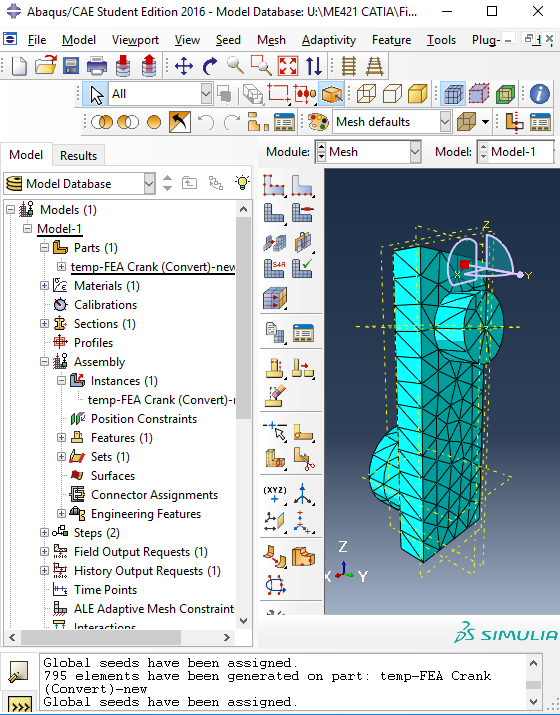 Abaqus/CAE Student Edition 2016 - Model Database: U:\ME421 CATIA\Fi...
File Model Viewport View Seed Mesh Adaptivity Feature Tools Plug-
All
Mesh defaults
Model Results
Module: Mesh Model: Model-1
Model Database
Models (1)
Model-1
Parts (1)
temp-FEA Crank (Convert)-new
Materials (1)
Calibrations
Sections (1)
Profiles
Assembly
Instances (1)
temp-FEA Crank (Convert)-
Position Constraints
Features (1)
Sets (1)
Surfaces
Connector Assignments
Engineering Features
Steps (2)
Field Output Requests (1)
History Output Requests (1)
Time Points
ALE Adaptive Mesh Constraint
Interactions
S4R
(XYZ)
Z
X
Y
Z
X
Y
SIMULIA
Global seeds have been assigned.
795 elements have been generated on part: temp-FEA Crank
(Convert)-new
Global seeds have been assigned.
>>>